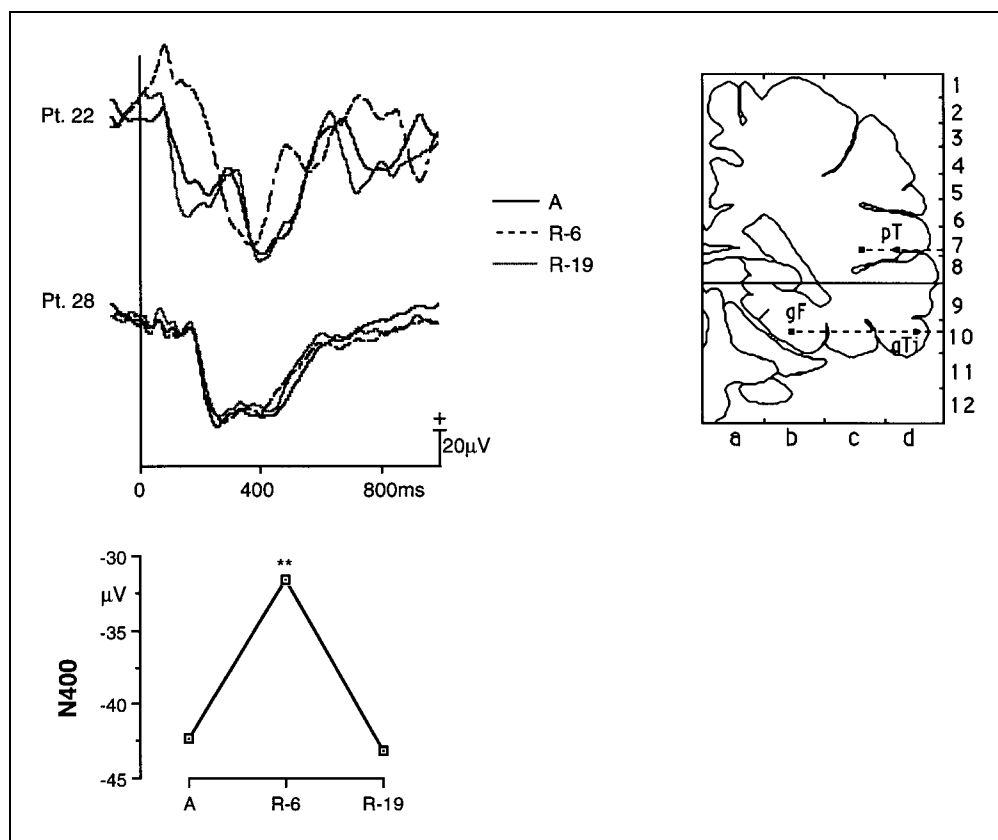 Pt. 22
Pt. 28
A
R-6
R-19
+
20µV
0 400 800ms
1
2
3
4
5
6
7
8
9
10
11
12
pT
gF
gTi
a b c d
-30
µV
-35
-40
-45
N400
**
A R-6 R-19